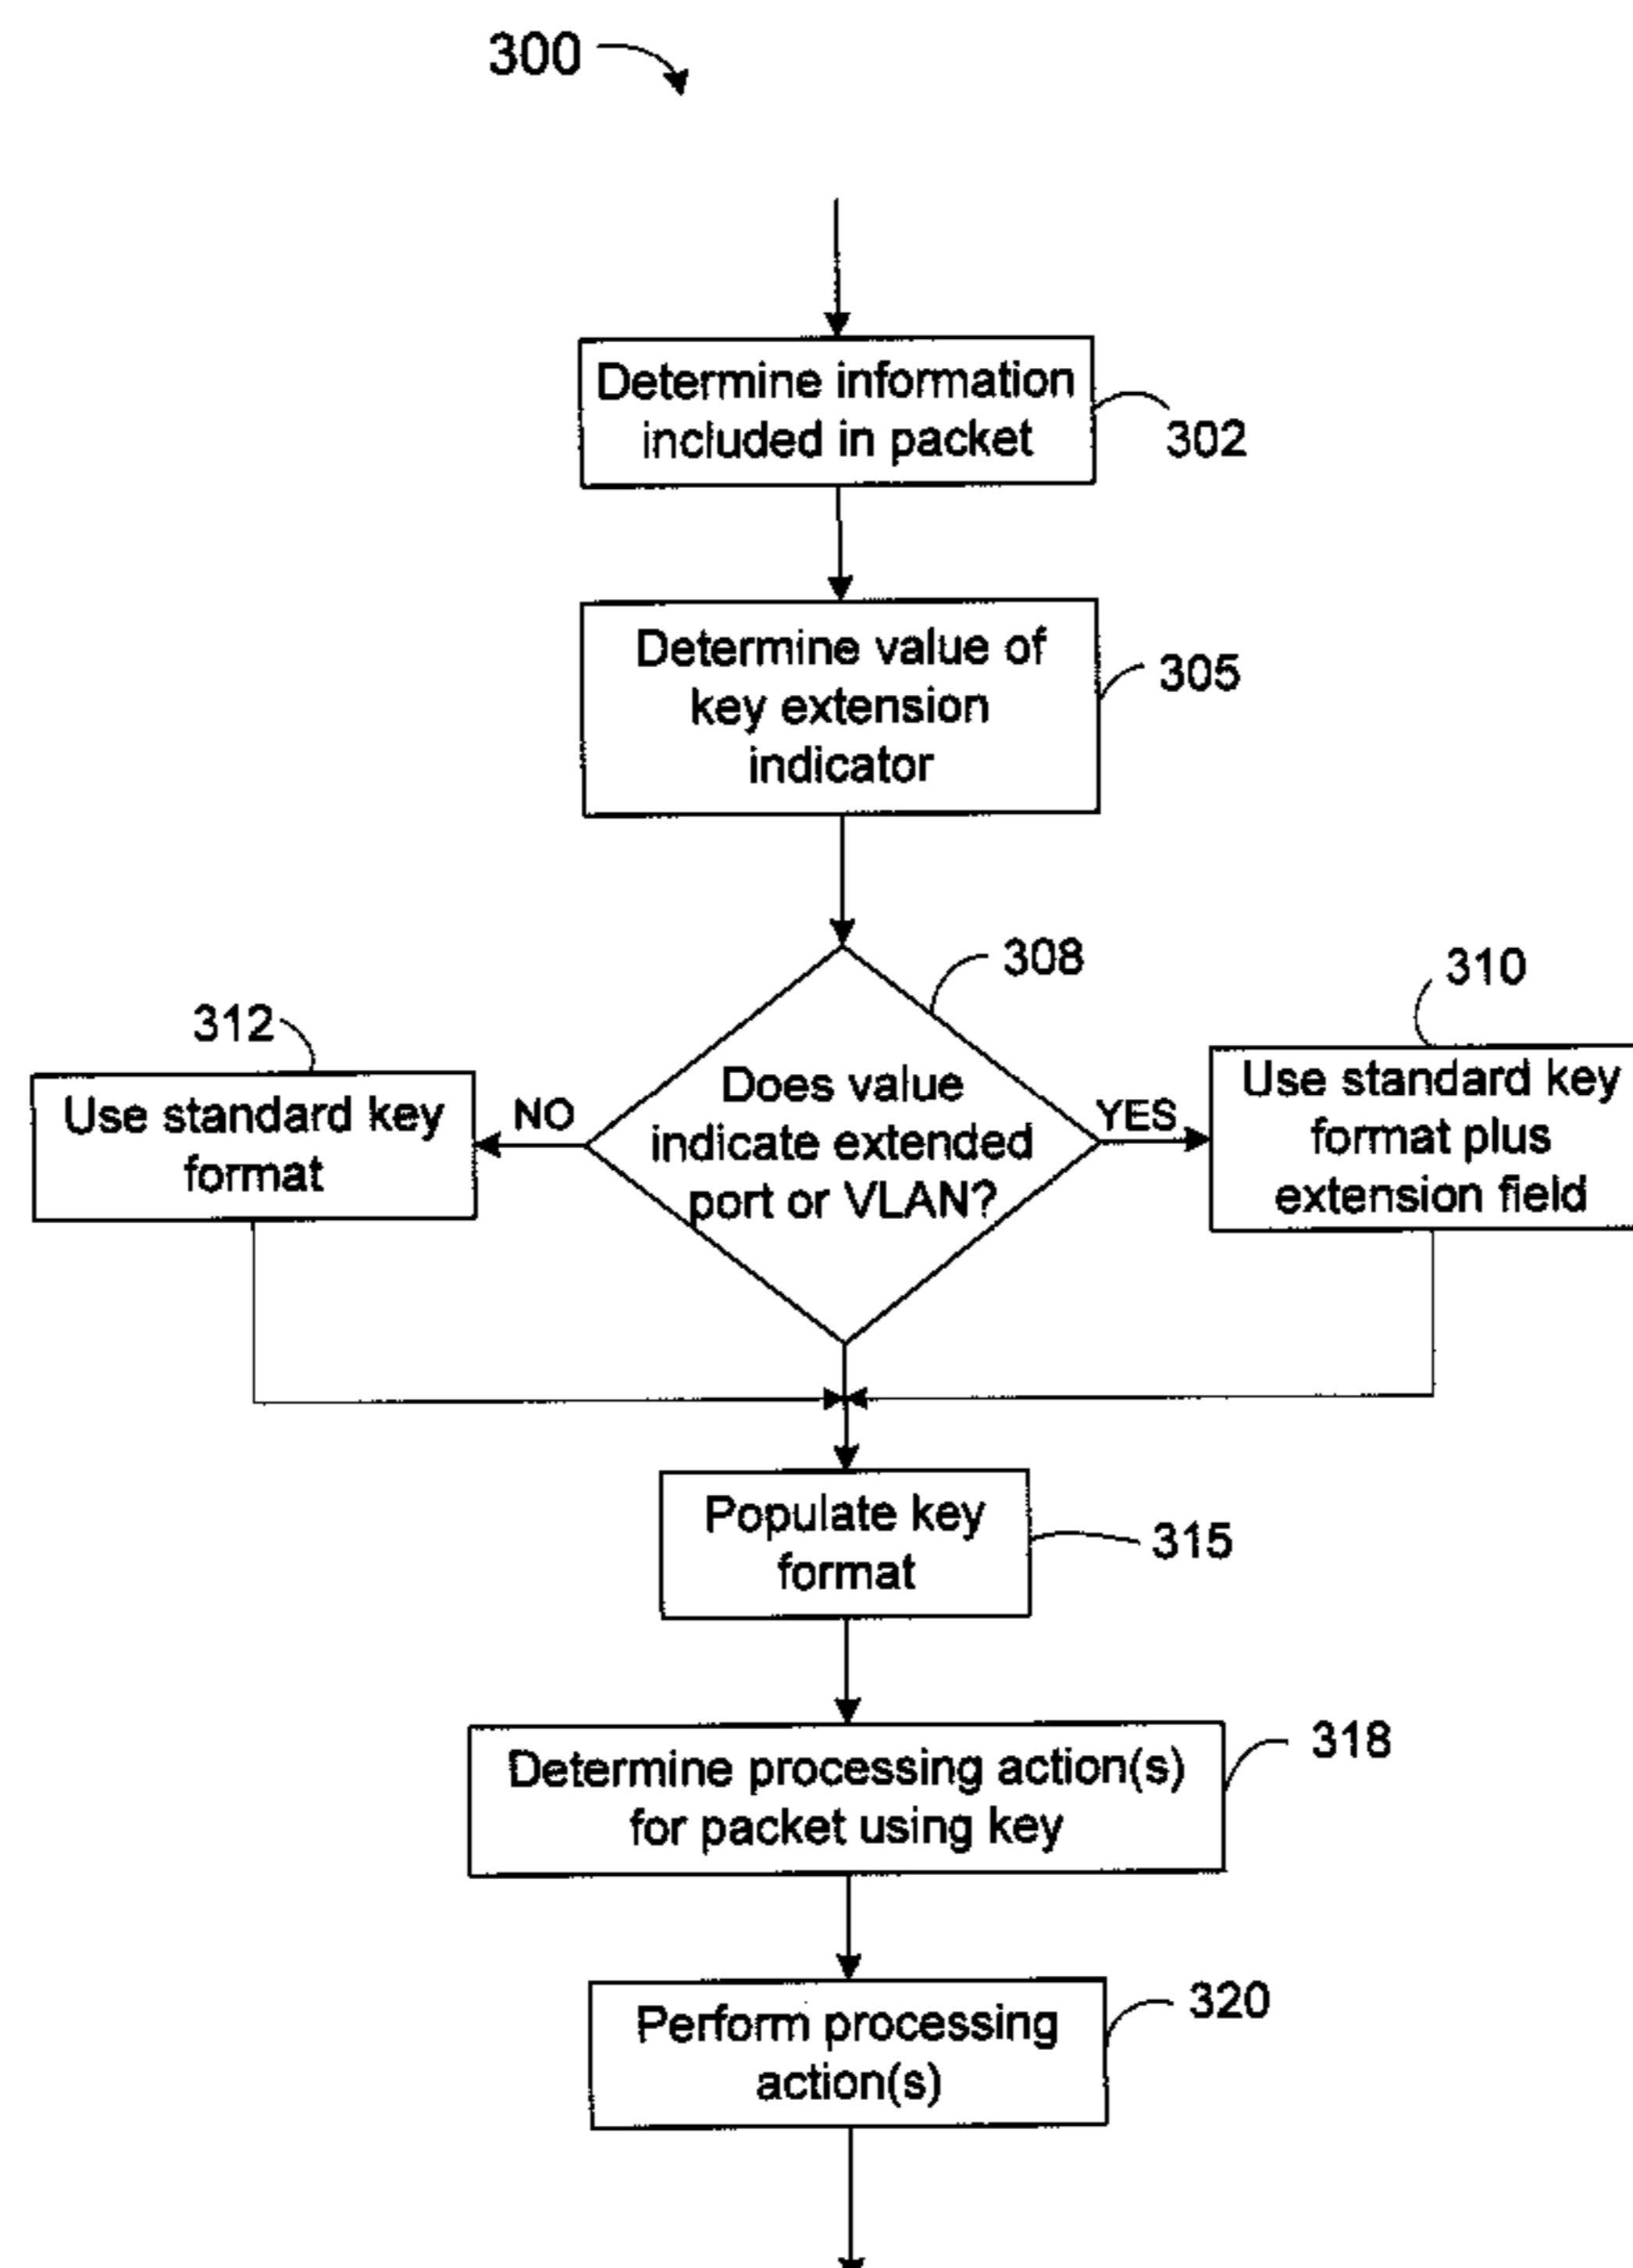 300
Determine information
included in packet
302
Determine value of
key extension
indicator
305
308
310
312
Does value
indicate extended
port or VLAN?
NO
YES
Use standard key
format
Use standard key
format plus
extension field
Populate key
format
315
Determine processing action(s)
for packet using key
318
Perform processing
action(s)
320